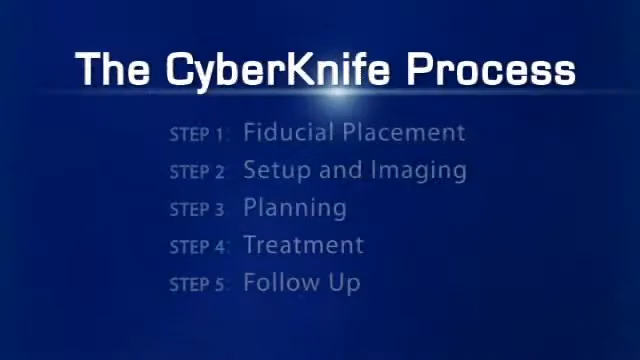 The CyberKnife Process
STEP 1: Fiducial Placement
STEP 2: Setup and Imaging
STEP 3: Planning
STEP 4: Treatment
STEP 5: Follow Up